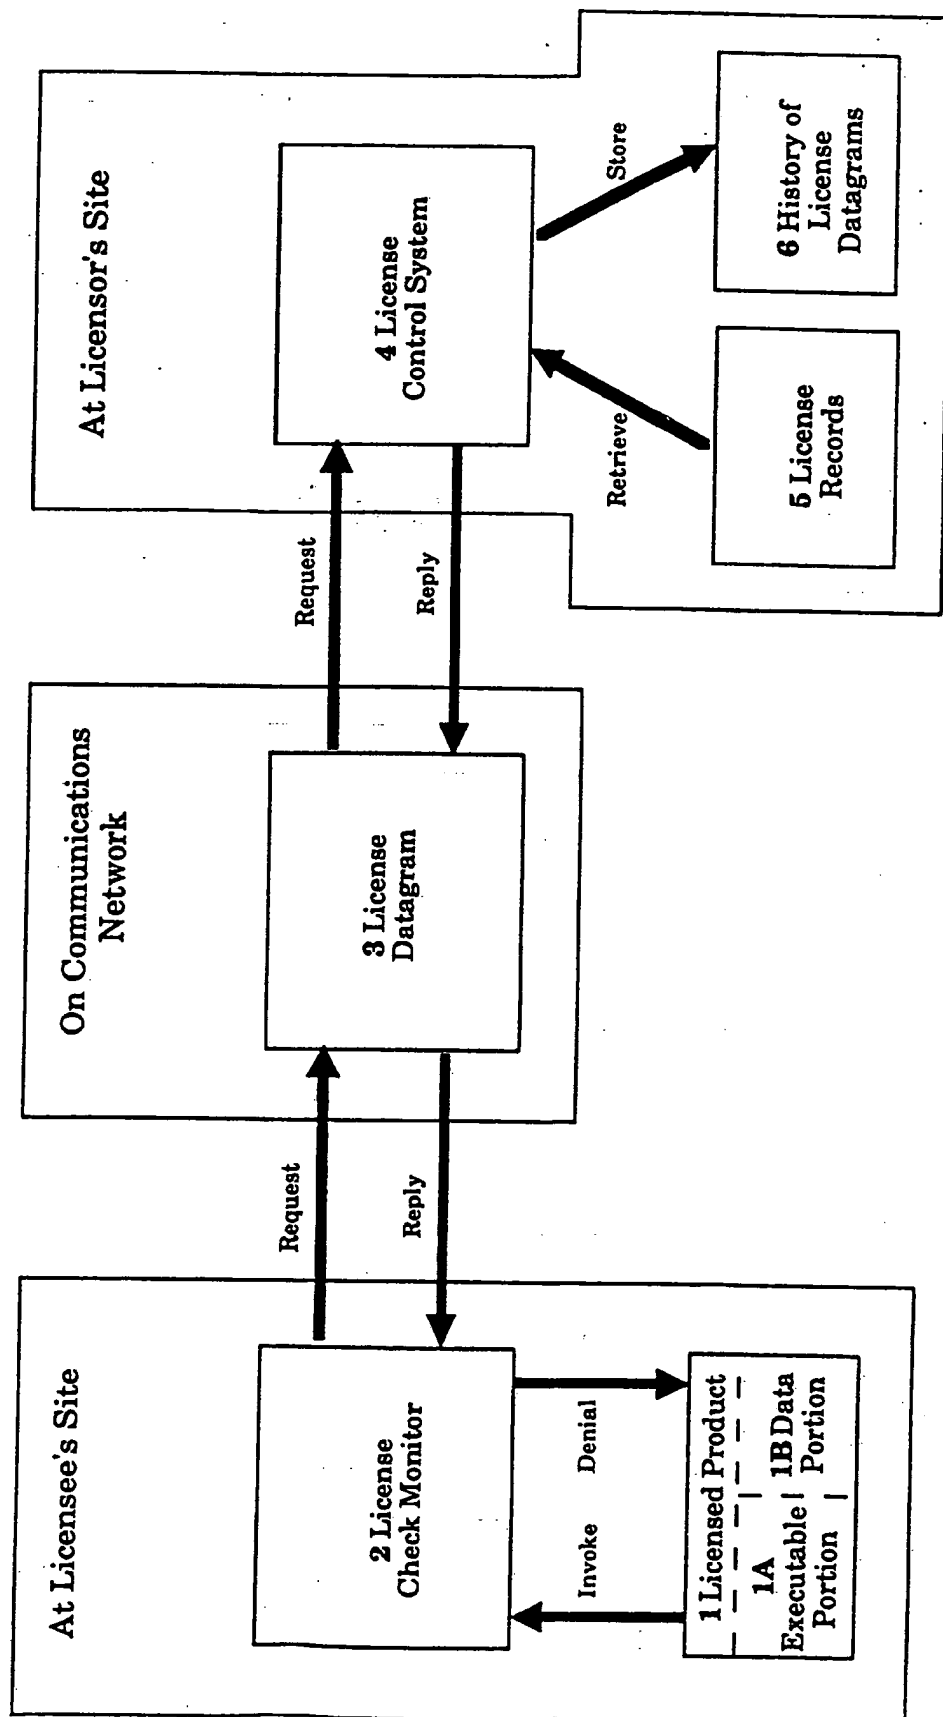 At Licensee's Site
2 License
Check Monitor
Invoke
Denial
1 Licensed Product
1A
Executable
Portion
1B Data
Portion
Request
Reply
On Communications
Network
3 License
Datagram
Request
Reply
At Licensor's Site
4 License
Control System
Retrieve
Store
5 License
Records
6 History of
License
Datagrams